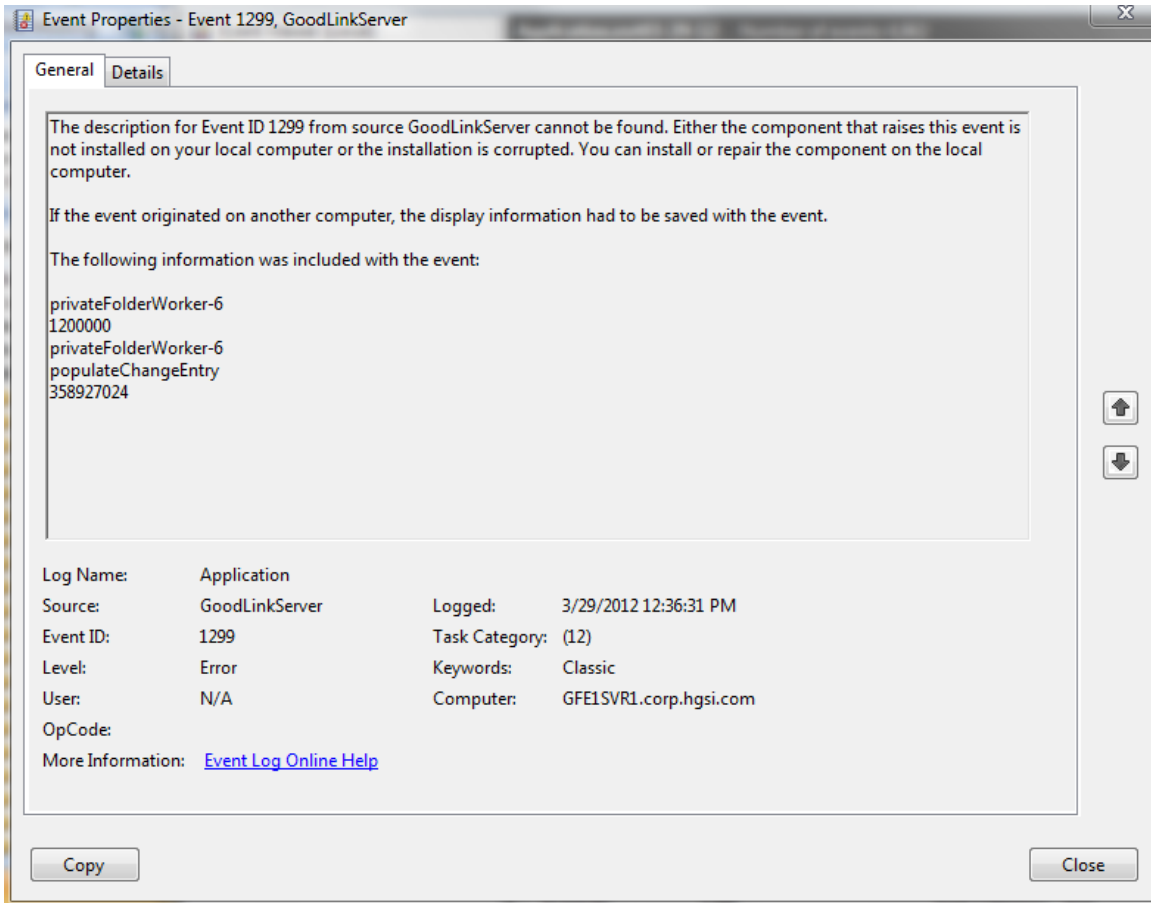 Event Properties - Event 1299, GoodLinkServer
General
Details
The description for Event ID 1299 from source GoodLinkServer cannot be found. Either the component that raises this event is
not installed on your local computer or the installation is corrupted. You can install or repair the component on the local
computer.
If the event originated on another computer, the display information had to be saved with the event.
The following information was included with the event:
privateFolderWorker-6
1200000
privateFolderWorker-6
populateChangeEntry
358927024
Log Name: Application
Source: GoodLinkServer Logged: 3/29/2012 12:36:31 PM
Event ID: 1299 Task Category: (12)
Level: Error Keywords: Classic
User: N/A Computer: GFE1SVR1.corp.hgsi.com
OpCode:
More Information: Event Log Online Help
Copy Close